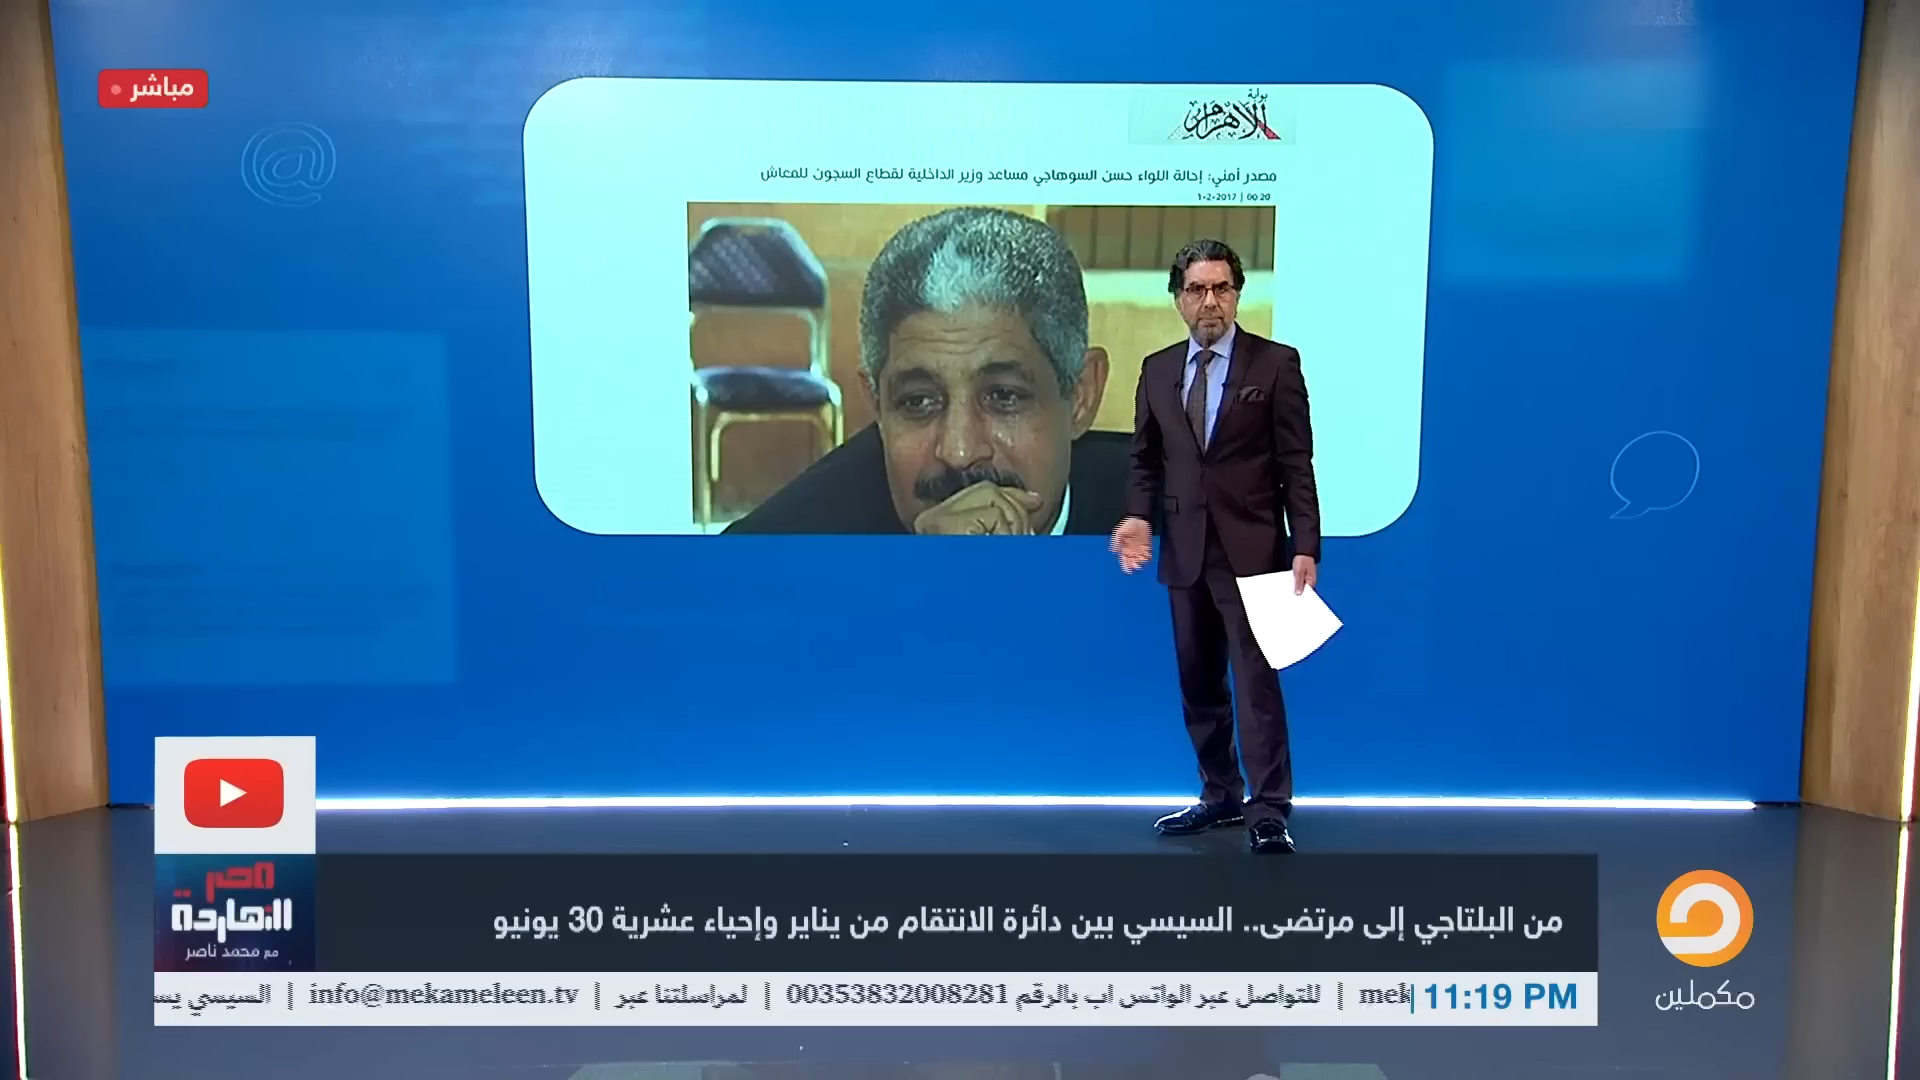 مباشر
بوابة
الأهرام
مصدر أمني: إحالة اللواء حسن السوهاجي مساعد وزير الداخلية لقطاع السجون للمعاش
1-2-2017 | 00:20
مصر النهاردة
مع محمد ناصر
من البلتاجي إلى مرتضى.. السيسي بين دائرة الانتقام من يناير وإحياء عشرية 30 يونيو
11:19 PM
mek | للتواصل عبر الواتس اب بالرقم 00353832008281 | لمراسلتنا عبر info@mekameleen.tv | السيسي يس
مكملين